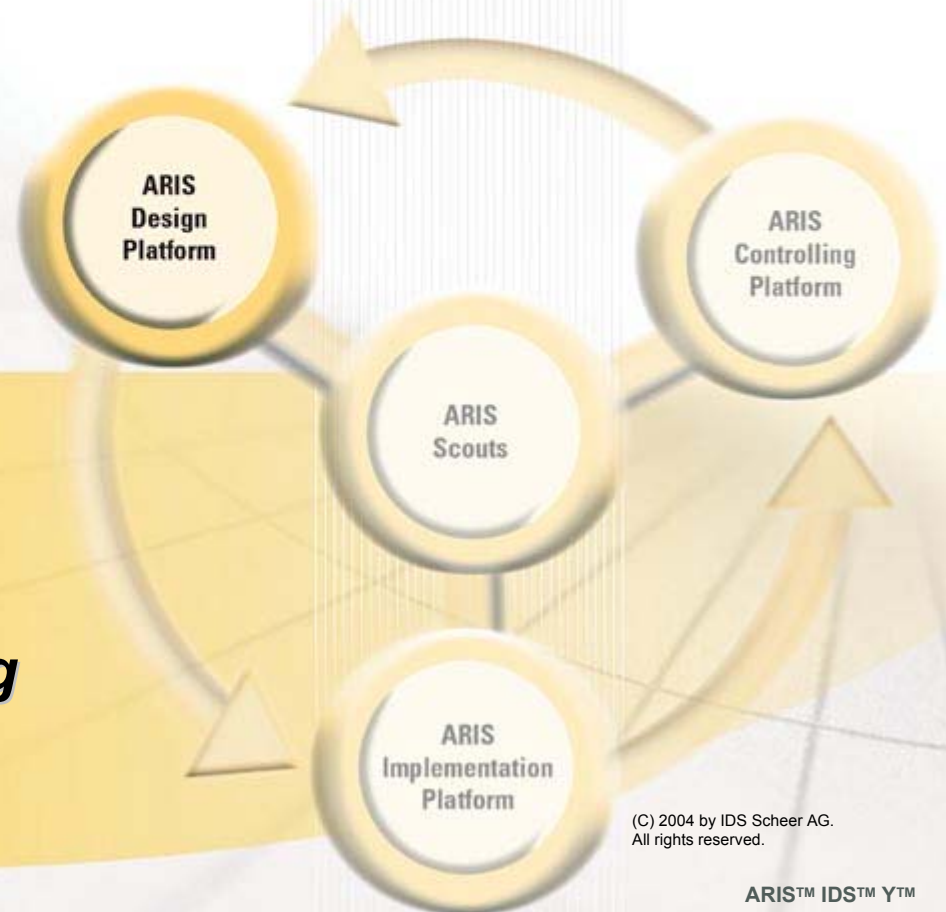 ARIS
Design
Platform
ARIS
Controlling
Platform
ARIS
Scouts
ARIS
Implementation
Platform
(C) 2004 by IDS Scheer AG.
All rights reserved.
ARIS™ IDS™ Y™